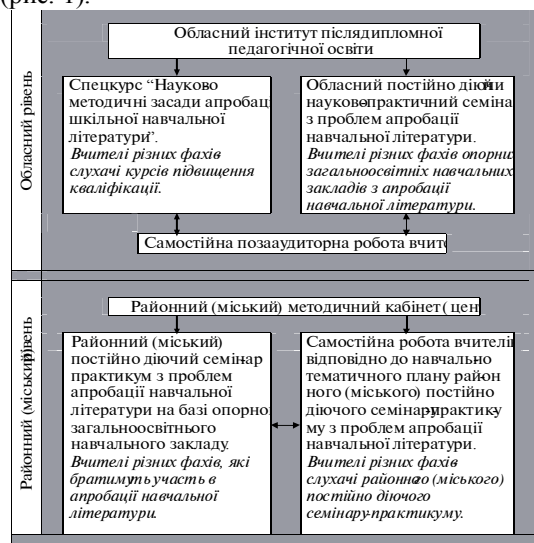 (рис. 1).
Обласний рівень
Обласний інститут післядипломної
педагогічної освіти
Спецкурс “Науково
методичні засади апробац
шкільної навчальної
літератури”.
Вчителі різних фахів
слухачі курсів підвищення
кваліфікації.
Обласний постійно діючи
науково-практичний семіна
з проблем апробації
навчальної літератури.
Вчителі різних фахів опорних
загальноосвітніх навчальних
закладів з апробації
навчальної літератури.
Самостійна позааудиторна робота вчит
Районний (міський) рівень
Районний (міський) методичний кабінет ( цен
Районний (міський)
постійно діючий семінар
практикум з проблем
апробації навчальної
літератури на базі опорно
загальноосвітнього
навчального закладу.
Вчителі різних фахів, які
братимуть участь в
апробації навчальної
літератури.
Самостійна робота вчителі
відповідно до навчально
тематичного плану район
ного (міського) постійно
діючого семінару-практику-
му з проблем апробації
навчальної літератури.
Вчителі різних фахів
слухачі районного (міського)
постійно діючого
семінару-практикуму.